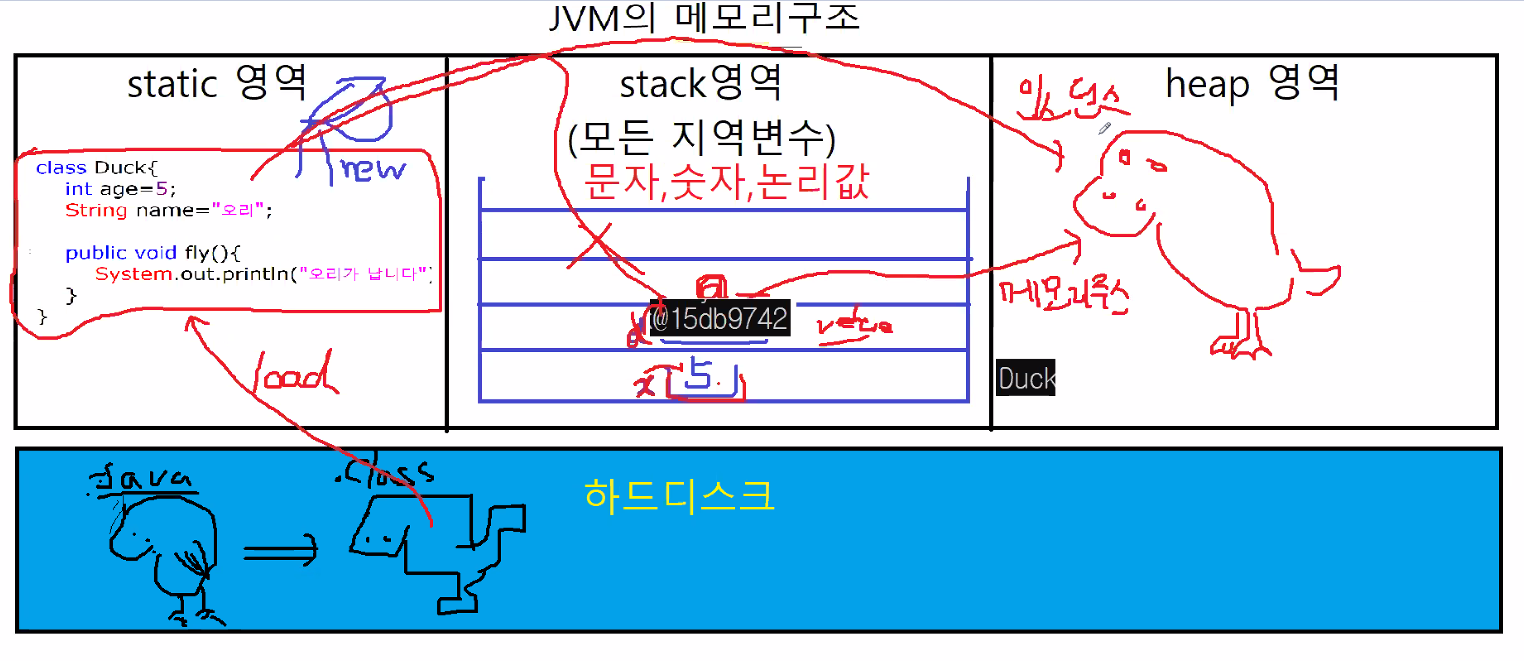 JVM의 메모리구조
static 영역
new
class Duck{
int age=5;
String name="오리";
public void fly(){
System.out.println("오리가 납니다"
}
}
load
stack영역
(모든 지역변수)
문자,숫자,논리값
a
d
@15db9742
value
x
5
heap 영역
인스턴스
메모리주소
Duck
.java
.class
하드디스크